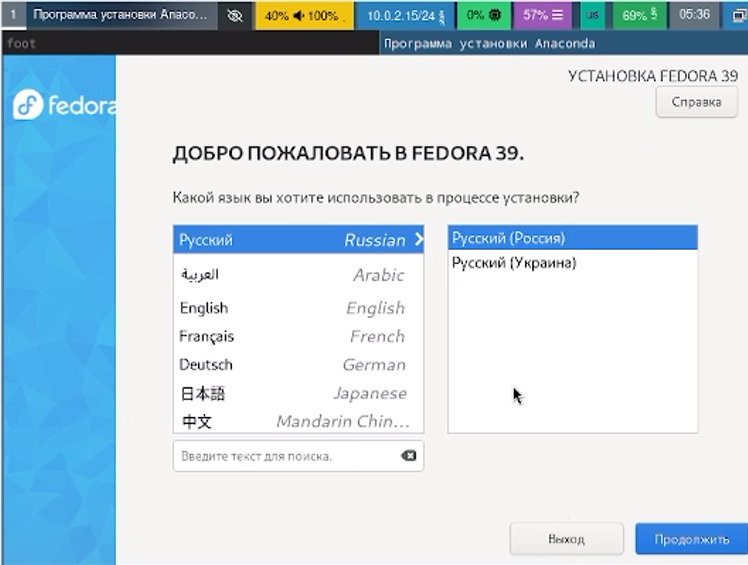 1 Программа установки Anaco... 40% 100% 10.0.2.15/24 0% 57% us 69% 05:36
foot Программа установки Anaconda
УСТАНОВКА FEDORA 39
fedora
Справка
ДОБРО ПОЖАЛОВАТЬ В FEDORA 39.
Какой язык вы хотите использовать в процессе установки?
Русский Russian
العربية Arabic
English English
Français French
Deutsch German
日本語 Japanese
中文 Mandarin Chin...
Русский (Россия)
Русский (Украина)
Введите текст для поиска.
Выход Продолжить